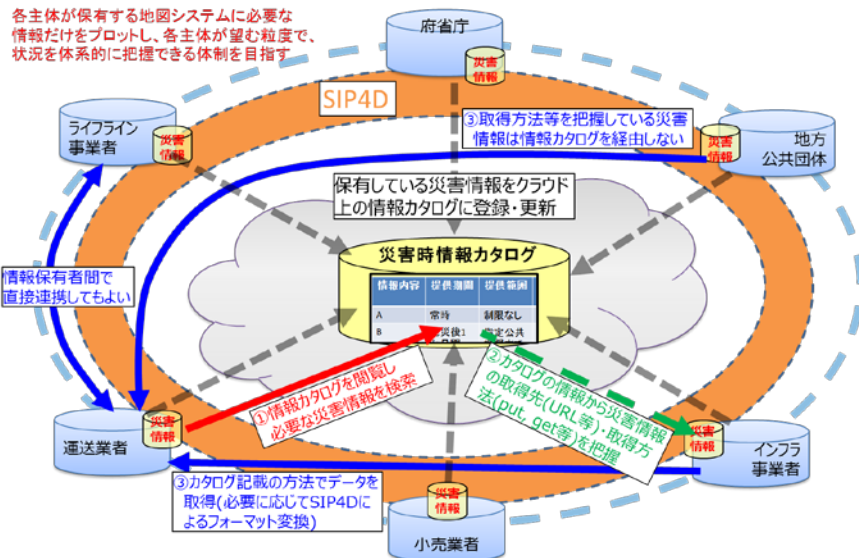 各主体が保有する地図システムに必要な
情報だけをプロットし、各主体が望む粒度で、
状況を体系的に把握できる体制を目指す
府省庁
災害
情報
SIP4D
ライフライン
事業者
災害
情報
③取得方法等を把握している災害
情報は情報カタログを経由しない
災害
情報
地方
公共団体
保有している災害情報をクラウド
上の情報カタログに登録・更新
災害時情報カタログ
情報内容 提供期間 提供範囲
A 常時 制限なし
B 災後1 指定公共
情報保有者間で
直接連携してもよい
①情報カタログを閲覧し
必要な災害情報を検索
②カタログの情報から災害情報
の取得先(URL等)・取得方
法(put, get等)を把握
運送業者
災害
情報
災害
情報
インフラ
事業者
③カタログ記載の方法でデータを
取得(必要に応じてSIP4Dに
よるフォーマット変換)
災害
情報
小売業者